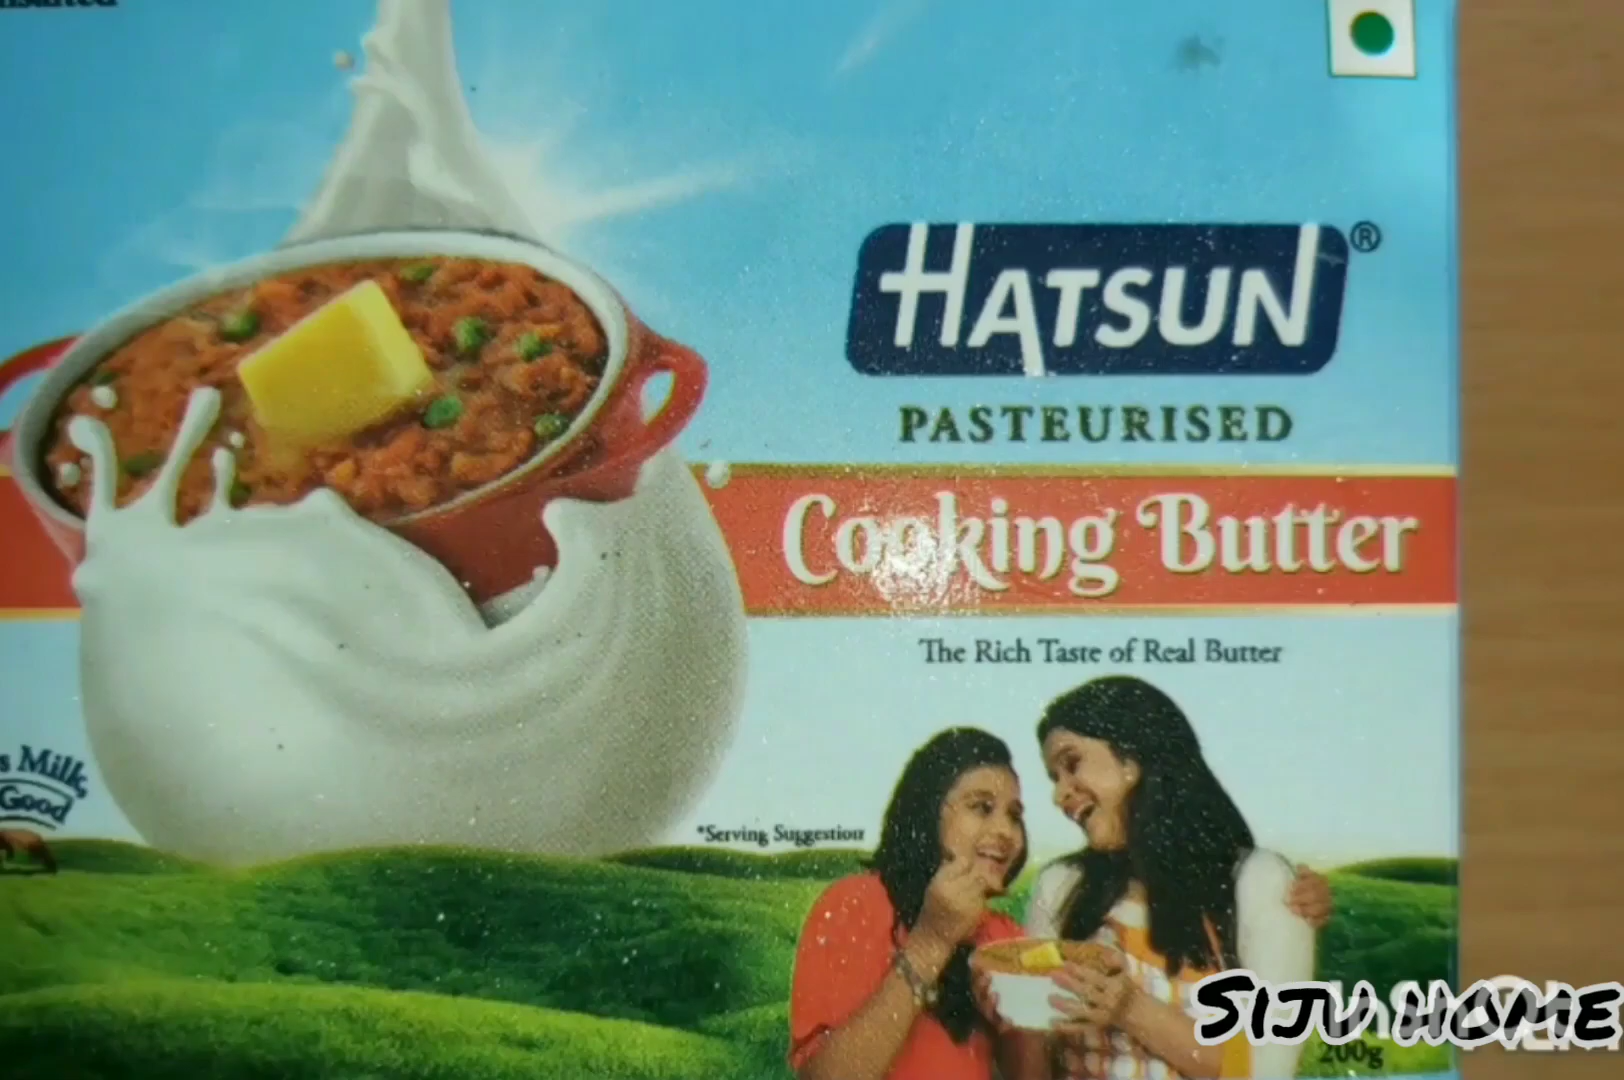 HATSUN®
PASTEURISED
Cooking Butter
The Rich Taste of Real Butter
s Milk,
Good
*Serving Suggestion
SIJU HOME
200g